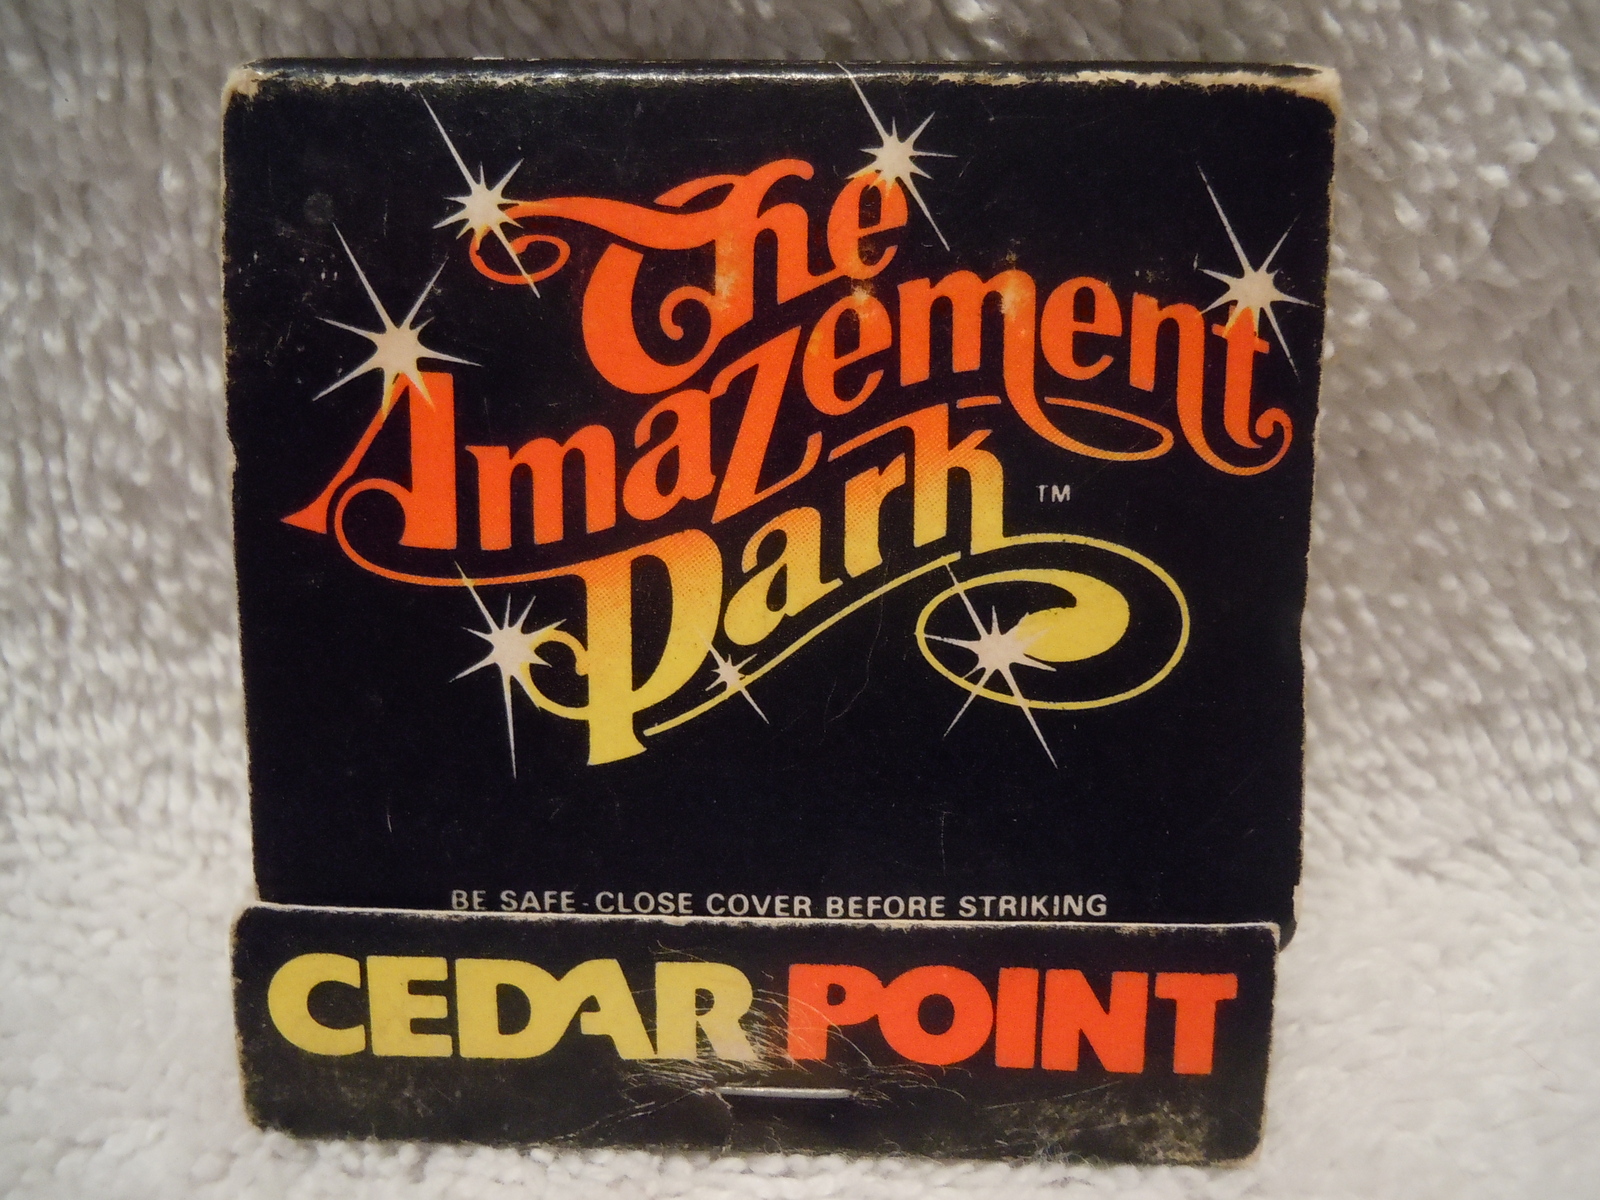 The
Amazement
Park ™
BE SAFE - CLOSE COVER BEFORE STRIKING
CEDAR POINT